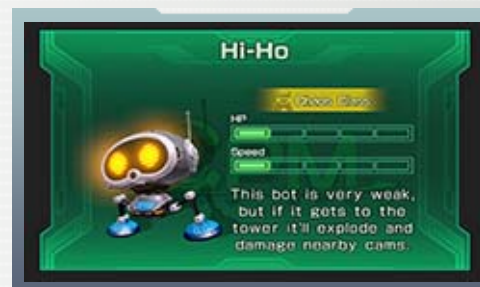 Hi-Ho
HP
Speed
This bot is very weak,
but if it gets to the
tower it'll explode and
damage nearby cams.